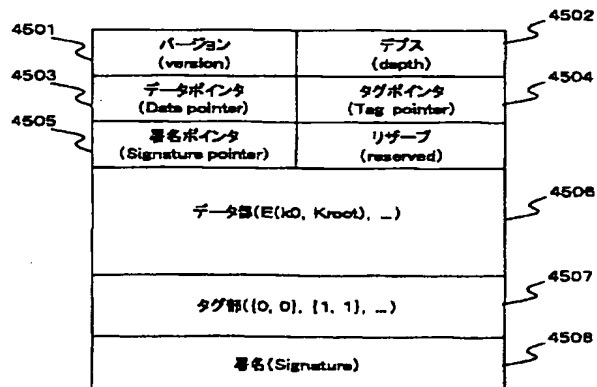 4501
4502
バージョン
(version)
デプス
(depth)
4503
4504
データポインタ
(Data pointer)
タグポインタ
(Tag pointer)
4505
署名ポインタ
(Signature pointer)
リザーブ
(reserved)
データ部(E(k0, Kroot), ...)
4506
タグ部({0, 0}, {1, 1}, ...)
4507
署名(Signature)
4508